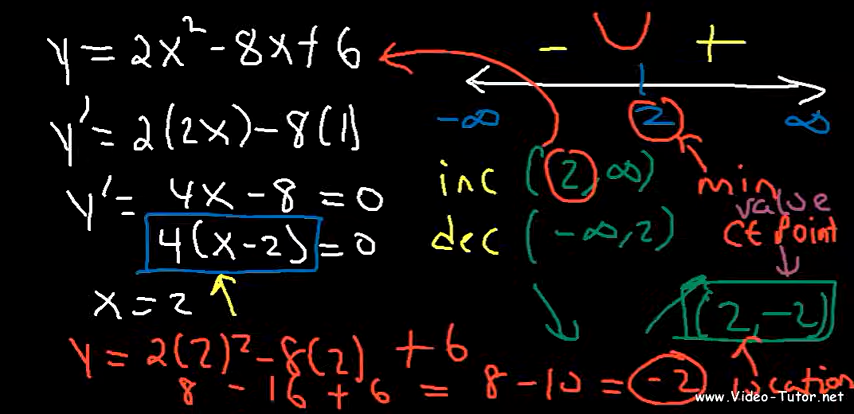 y = 2x² - 8x + 6
y' = 2(2x) - 8(1)
y' = 4x - 8 = 0
4(x-2) = 0
x = 2
y = 2(2)² - 8(2) + 6
8 - 16 + 6 = 8 - 10 = -2
- +
-∞ 2 ∞
inc (2, ∞)
dec (-∞, 2)
min
value
Point
(2, -2)
location
www.Video-Tutor.net